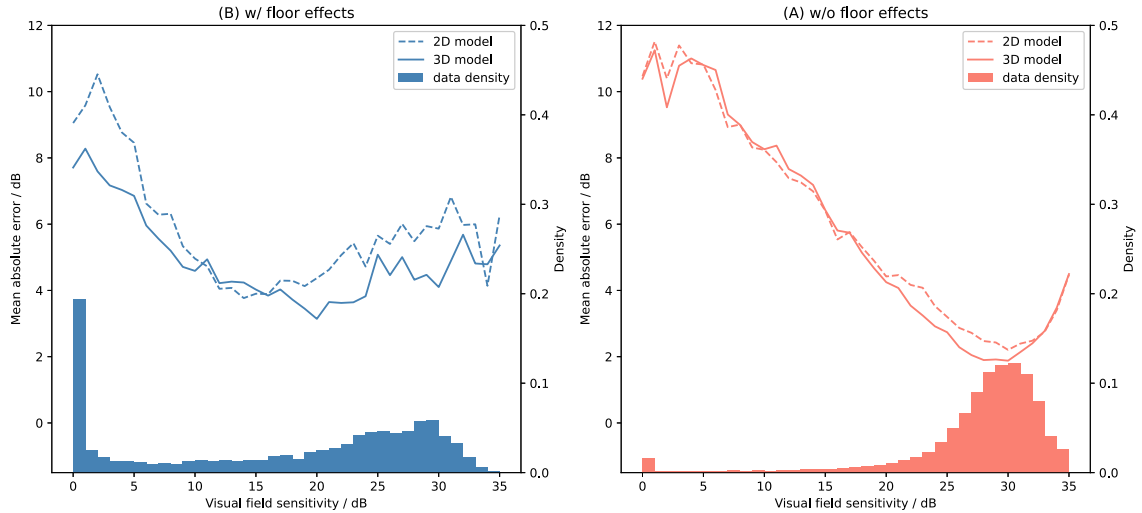 (B) w/ floor effects
12
10
8
6
4
2
0
Mean absolute error / dB
0.5
0.4
0.3
0.2
0.1
0.0
Density
2D model
3D model
data density
0 5 10 15 20 25 30 35
Visual field sensitivity / dB
(A) w/o floor effects
12
10
8
6
4
2
0
Mean absolute error / dB
0.5
0.4
0.3
0.2
0.1
0.0
Density
2D model
3D model
data density
0 5 10 15 20 25 30 35
Visual field sensitivity / dB